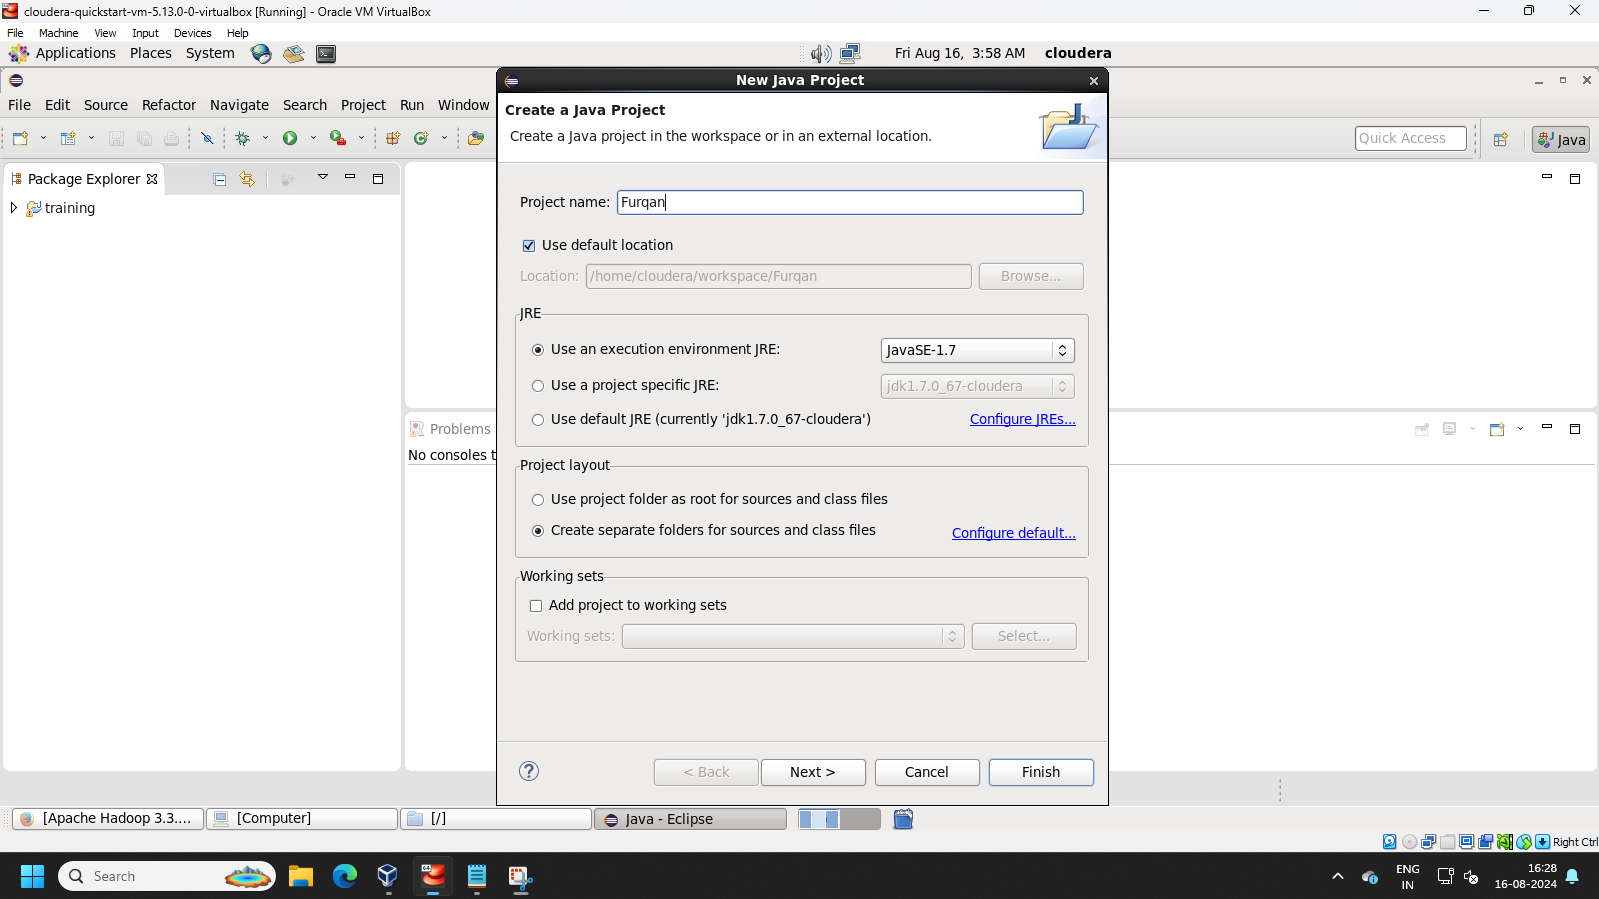 cloudera-quickstart-vm-5.13.0-0-virtualbox [Running] - Oracle VM VirtualBox
File Machine View Input Devices Help
Applications Places System Fri Aug 16, 3:58 AM cloudera
New Java Project
File Edit Source Refactor Navigate Search Project Run Window
Create a Java Project
Create a Java project in the workspace or in an external location.
Quick Access Java
Package Explorer
training
Project name: Furqan
Use default location
Location: /home/cloudera/workspace/Furqan Browse...
JRE
Use an execution environment JRE: JavaSE-1.7
Use a project specific JRE: jdk1.7.0_67-cloudera
Use default JRE (currently 'jdk1.7.0_67-cloudera') Configure JREs...
Problems
No consoles t
Project layout
Use project folder as root for sources and class files
Create separate folders for sources and class files Configure default...
Working sets
Add project to working sets
Working sets: Select...
? < Back Next > Cancel Finish
[Apache Hadoop 3.3.... [Computer] [/] Java - Eclipse
Right Ctrl
Search
ENG
IN
16:28
16-08-2024